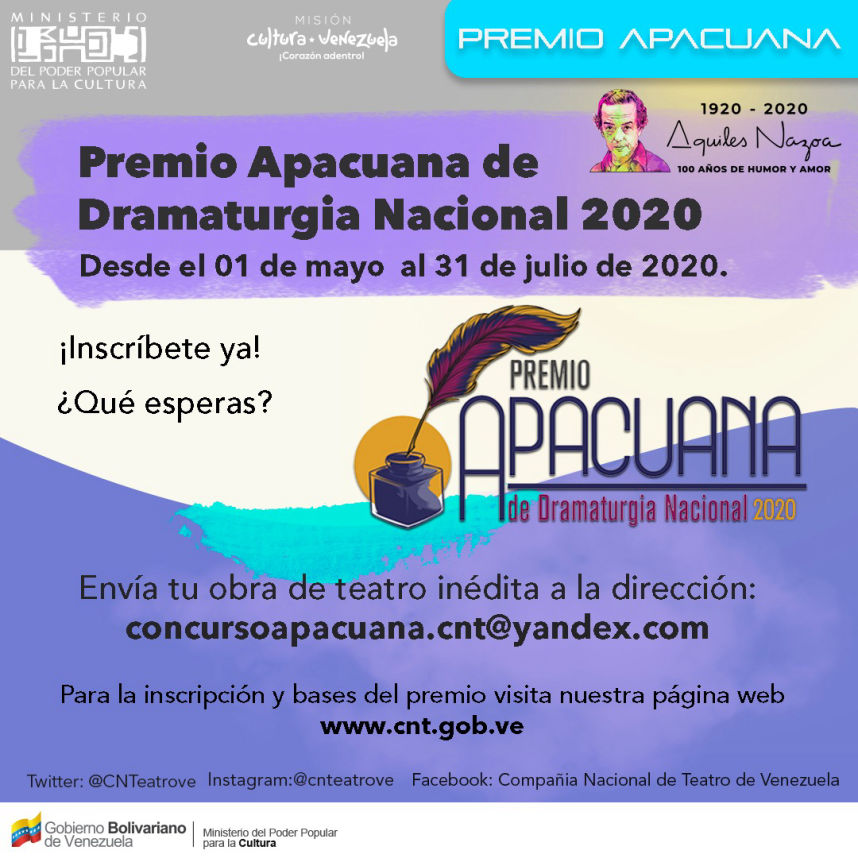 MINISTERIO
DEL PODER POPULAR
PARA LA CULTURA
MISIÓN
Cultura★Venezuela
¡Corazón adentro!
PREMIO APACUANA
1920 - 2020
Aquiles Nazoa
100 AÑOS DE HUMOR Y AMOR
Premio Apacuana de
Dramaturgia Nacional 2020
Desde el 01 de mayo al 31 de julio de 2020.
¡Inscríbete ya!
¿Qué esperas?
PREMIO
APACUANA
de Dramaturgia Nacional 2020
Envía tu obra de teatro inédita a la dirección:
concursoapacuana.cnt@yandex.com
Para la inscripción y bases del premio visita nuestra página web
www.cnt.gob.ve
Twitter: @CNTeatrove Instagram:@cnteatrove Facebook: Compañia Nacional de Teatro de Venezuela
Gobierno Bolivariano
de Venezuela
Ministerio del Poder Popular
para la Cultura